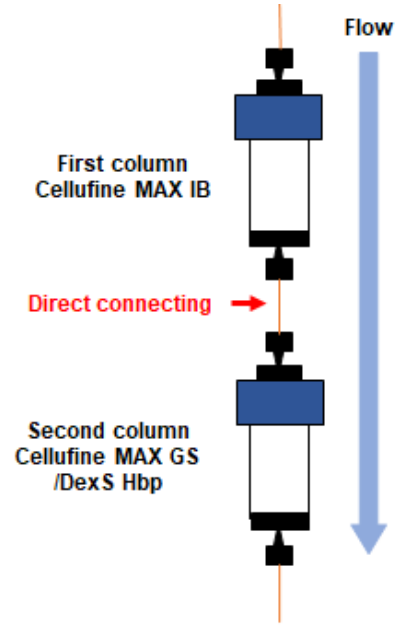 Flow
First column
Cellufine MAX IB
Direct connecting
Second column
Cellufine MAX GS
/DexS Hbp